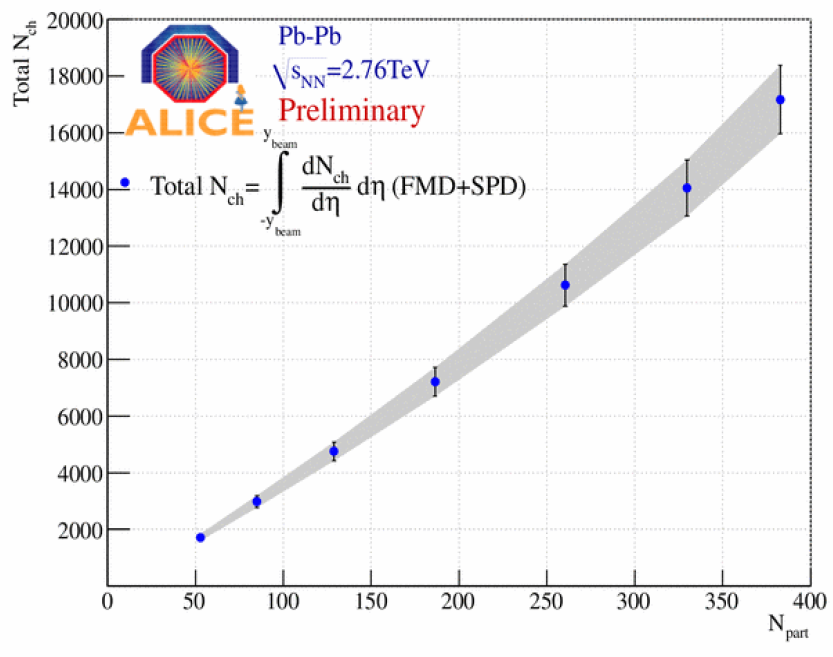 Total N_ch
20000
18000
16000
14000
12000
10000
8000
6000
4000
2000
ALICE
Pb-Pb
√s_NN=2.76TeV
Preliminary
Total N_ch= ∫_{-y_beam}^{y_beam} dN_ch/dη dη (FMD+SPD)
0 50 100 150 200 250 300 350 400
N_part